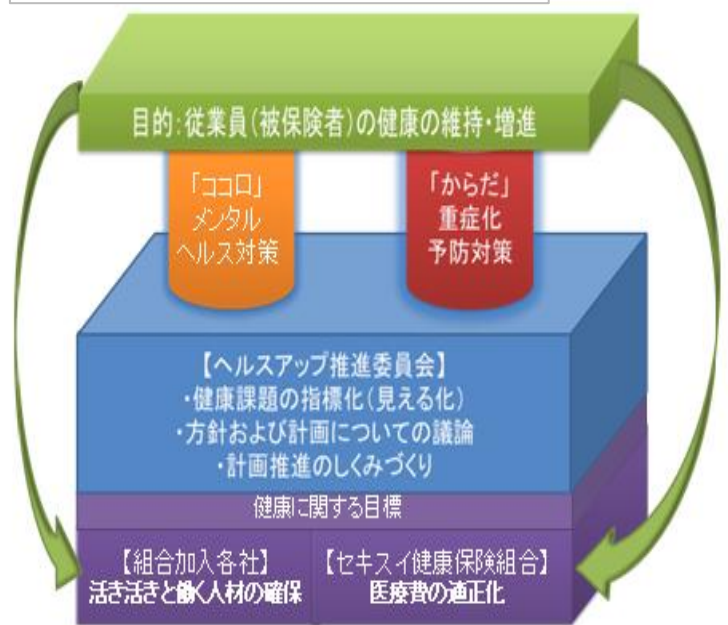 目的：従業員（被保険者）の健康の維持・増進
「ココロ」
メンタル
ヘルス対策
「からだ」
重症化
予防対策
【ヘルスアップ推進委員会】
・健康課題の指標化（見える化）
・方針および計画についての議論
・計画推進のしくみづくり
健康に関する目標
【組合加入各社】
活き活きと働く人材の確保
【セキスイ健康保険組合】
医療費の適正化